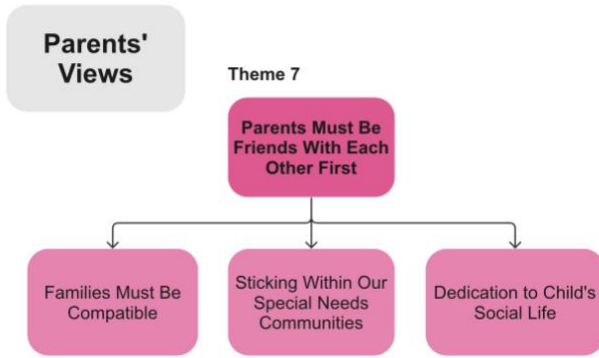 Parents'
Views
Theme 7
Parents Must Be
Friends With Each
Other First
Families Must Be
Compatible
Sticking Within Our
Special Needs
Communities
Dedication to Child's
Social Life